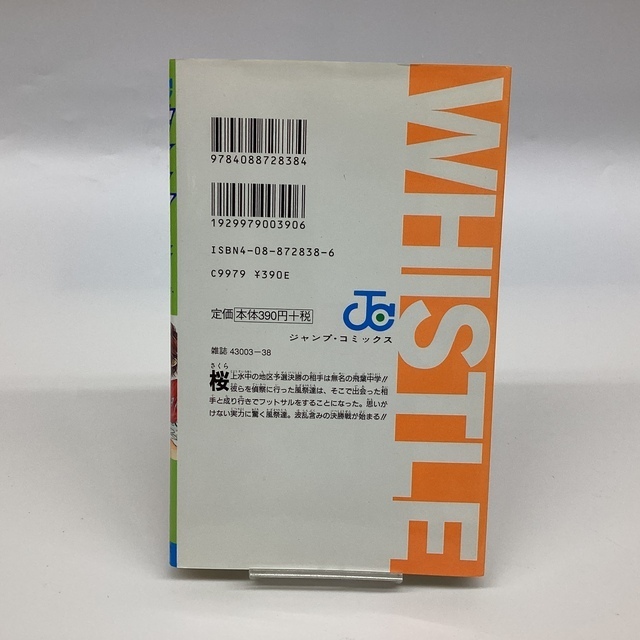 WHISTLE
9784088728384
1929979003906
ISBN4-08-872838-6
C9979 ¥390E
定価 本体390円+税
ジャンプ・コミックス
雑誌 43003-38
さくら
桜上水中の地区予選決勝の相手は無名の飛葉中学!!
彼らを偵察に行った風祭達は、そこで出会った相
手と成り行きでフットサルをすることになった。思いが
けない実力に驚く風祭達。波乱含みの決勝戦が始まる!!